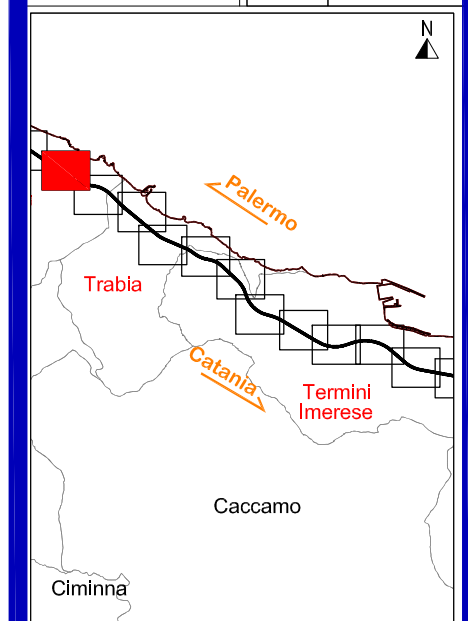 N
Palermo
Trabia
Catania
Termini
Imerese
Caccamo
Ciminna